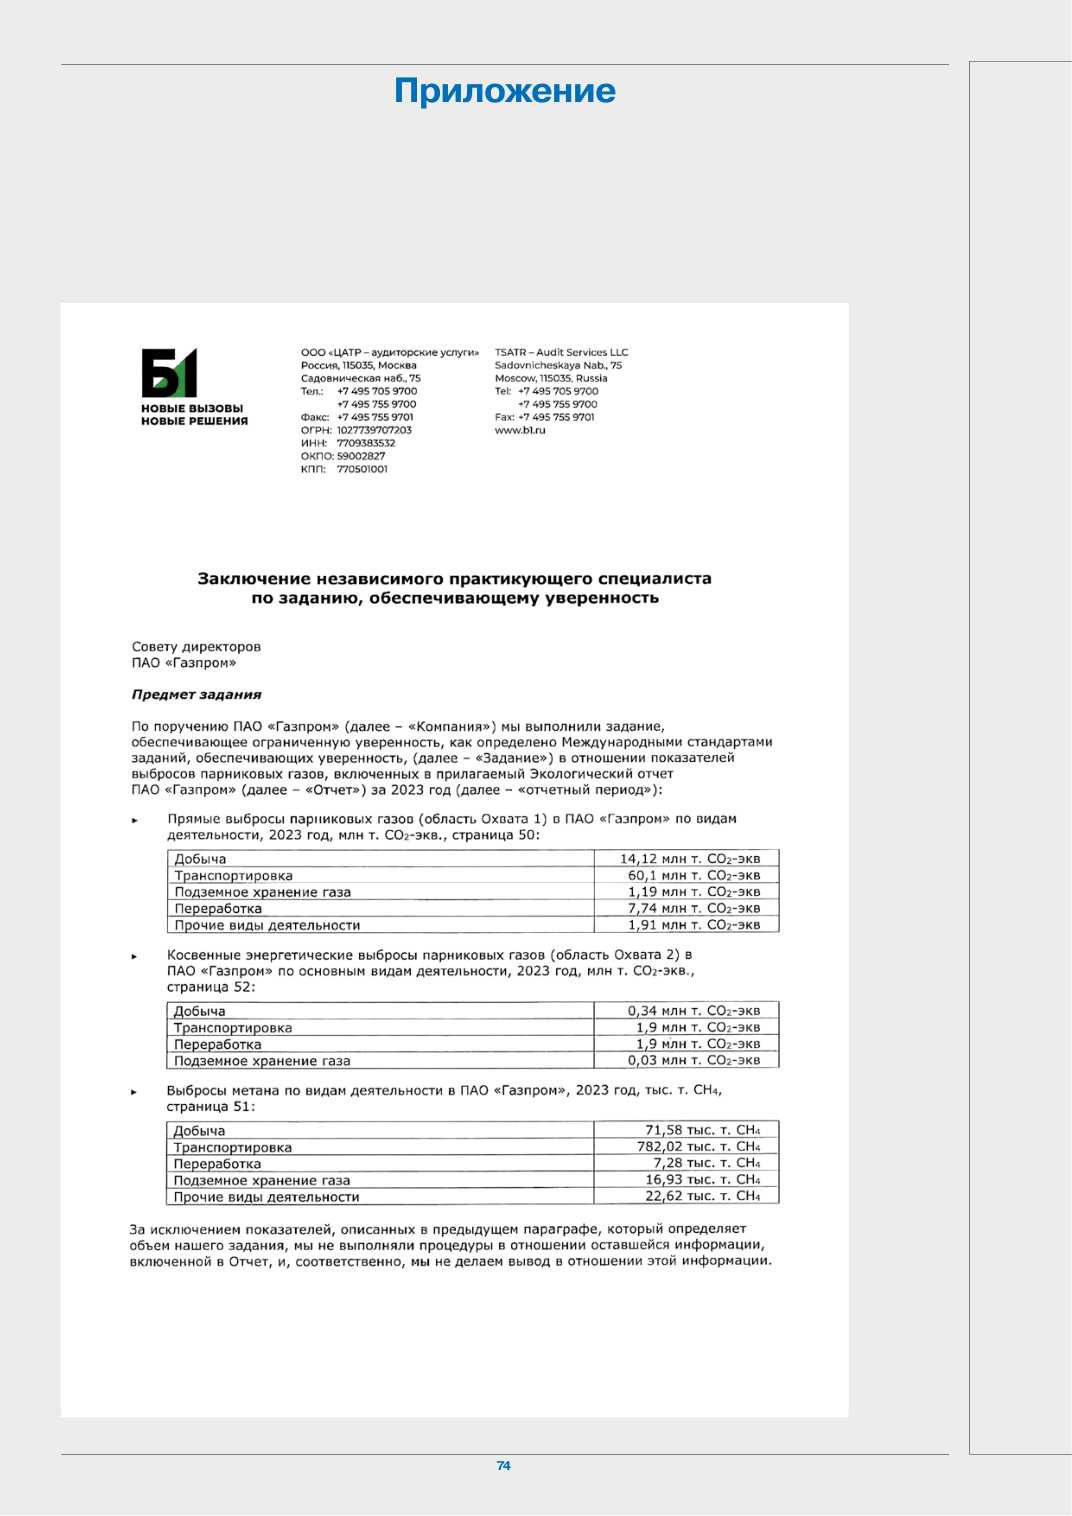 Приложение
Б1
НОВЫЕ ВЫЗОВЫ
НОВЫЕ РЕШЕНИЯ
ООО «ЦАТР – аудиторские услуги»
Россия, 115035, Москва
Садовническая наб., 75
Тел.: +7 495 705 9700
+7 495 755 9700
Факс: +7 495 755 9701
ОГРН: 1027739707203
ИНН: 7709383532
ОКПО: 59002827
КПП: 770501001
TSATR – Audit Services LLC
Sadovnicheskaya Nab., 75
Moscow, 115035, Russia
Tel: +7 495 705 9700
+7 495 755 9700
Fax: +7 495 755 9701
www.b1.ru
Заключение независимого практикующего специалиста
по заданию, обеспечивающему уверенность
Совету директоров
ПАО «Газпром»
Предмет задания
По поручению ПАО «Газпром» (далее – «Компания») мы выполнили задание,
обеспечивающее ограниченную уверенность, как определено Международными стандартами
заданий, обеспечивающих уверенность, (далее – «Задание») в отношении показателей
выбросов парниковых газов, включенных в прилагаемый Экологический отчет
ПАО «Газпром» (далее – «Отчет») за 2023 год (далее – «отчетный период»):
► Прямые выбросы парниковых газов (область Охвата 1) в ПАО «Газпром» по видам
деятельности, 2023 год, млн т. CO₂-экв., страница 50:
Добыча 14,12 млн т. CO₂-экв
Транспортировка 60,1 млн т. CO₂-экв
Подземное хранение газа 1,19 млн т. CO₂-экв
Переработка 7,74 млн т. CO₂-экв
Прочие виды деятельности 1,91 млн т. CO₂-экв
► Косвенные энергетические выбросы парниковых газов (область Охвата 2) в
ПАО «Газпром» по основным видам деятельности, 2023 год, млн т. CO₂-экв.,
страница 52:
Добыча 0,34 млн т. CO₂-экв
Транспортировка 1,9 млн т. CO₂-экв
Переработка 1,9 млн т. CO₂-экв
Подземное хранение газа 0,03 млн т. CO₂-экв
► Выбросы метана по видам деятельности в ПАО «Газпром», 2023 год, тыс. т. CH₄,
страница 51:
Добыча 71,58 тыс. т. CH₄
Транспортировка 782,02 тыс. т. CH₄
Переработка 7,28 тыс. т. CH₄
Подземное хранение газа 16,93 тыс. т. CH₄
Прочие виды деятельности 22,62 тыс. т. CH₄
За исключением показателей, описанных в предыдущем параграфе, который определяет
объем нашего задания, мы не выполняли процедуры в отношении оставшейся информации,
включенной в Отчет, и, соответственно, мы не делаем вывод в отношении этой информации.
74